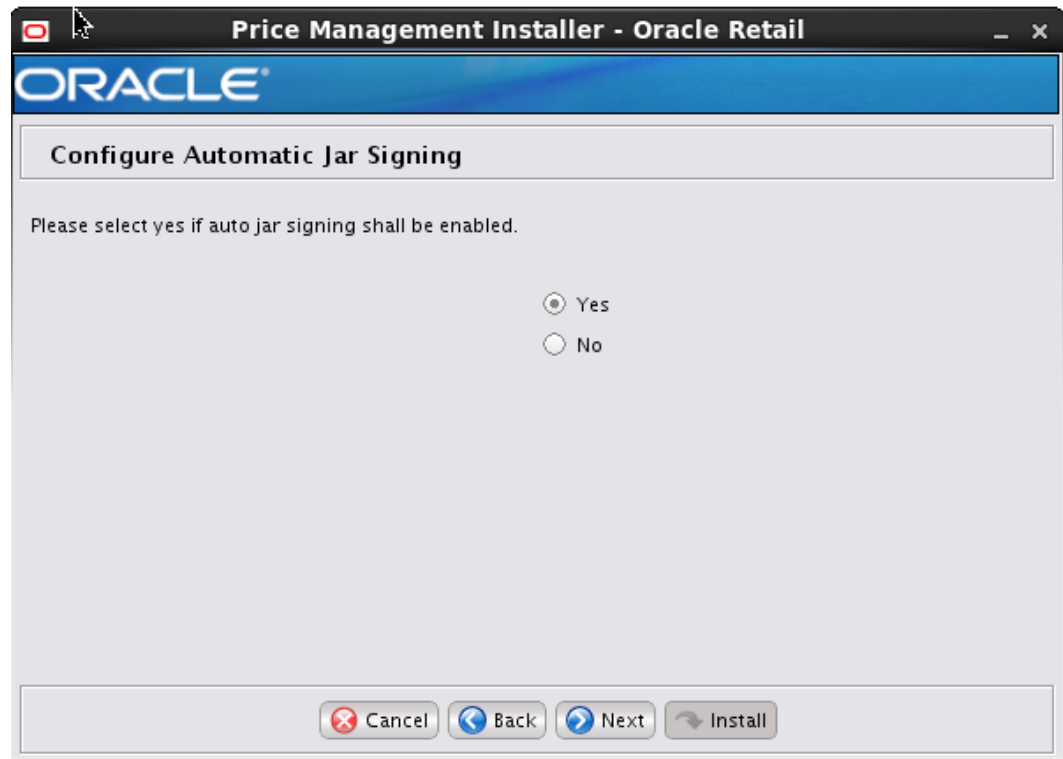 Price Management Installer - Oracle Retail
ORACLE®
Configure Automatic Jar Signing
Please select yes if auto jar signing shall be enabled.
Yes
No
Cancel Back Next Install